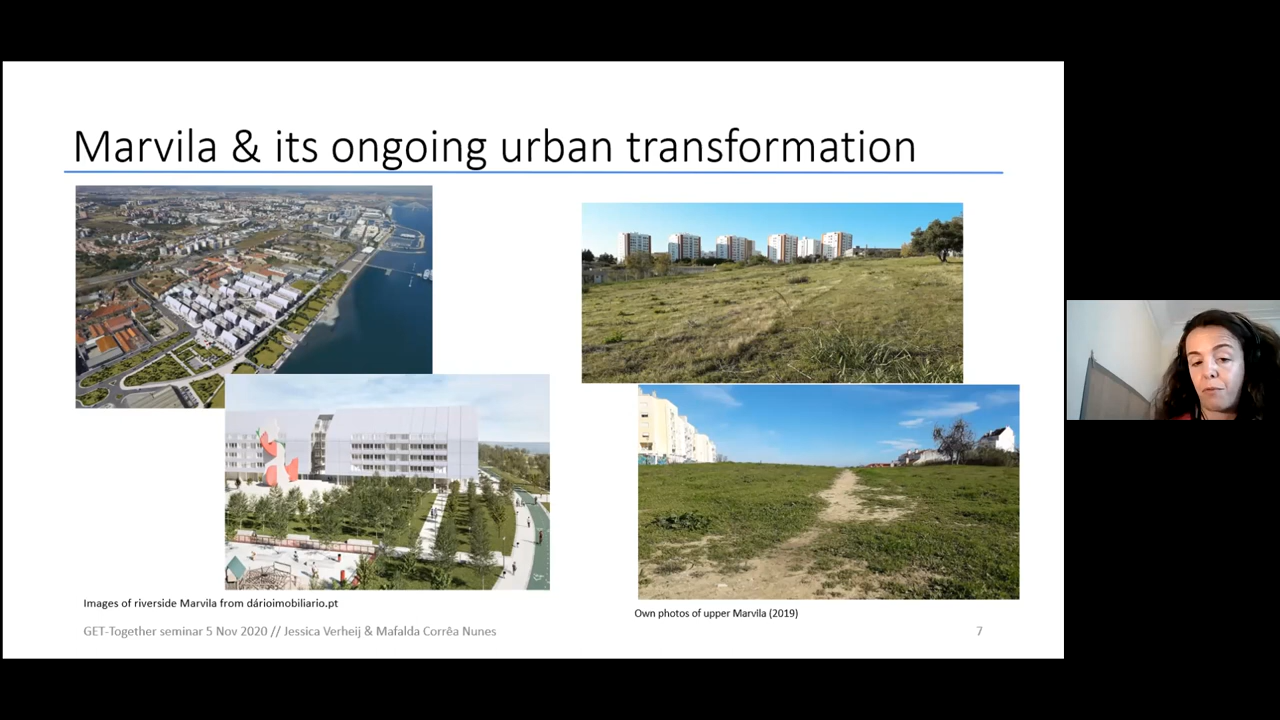 Marvila & its ongoing urban transformation
Images of riverside Marvila from dárioimobiliario.pt
Own photos of upper Marvila (2019)
GET-Together seminar 5 Nov 2020 // Jessica Verheij & Mafalda Corrêa Nunes
7